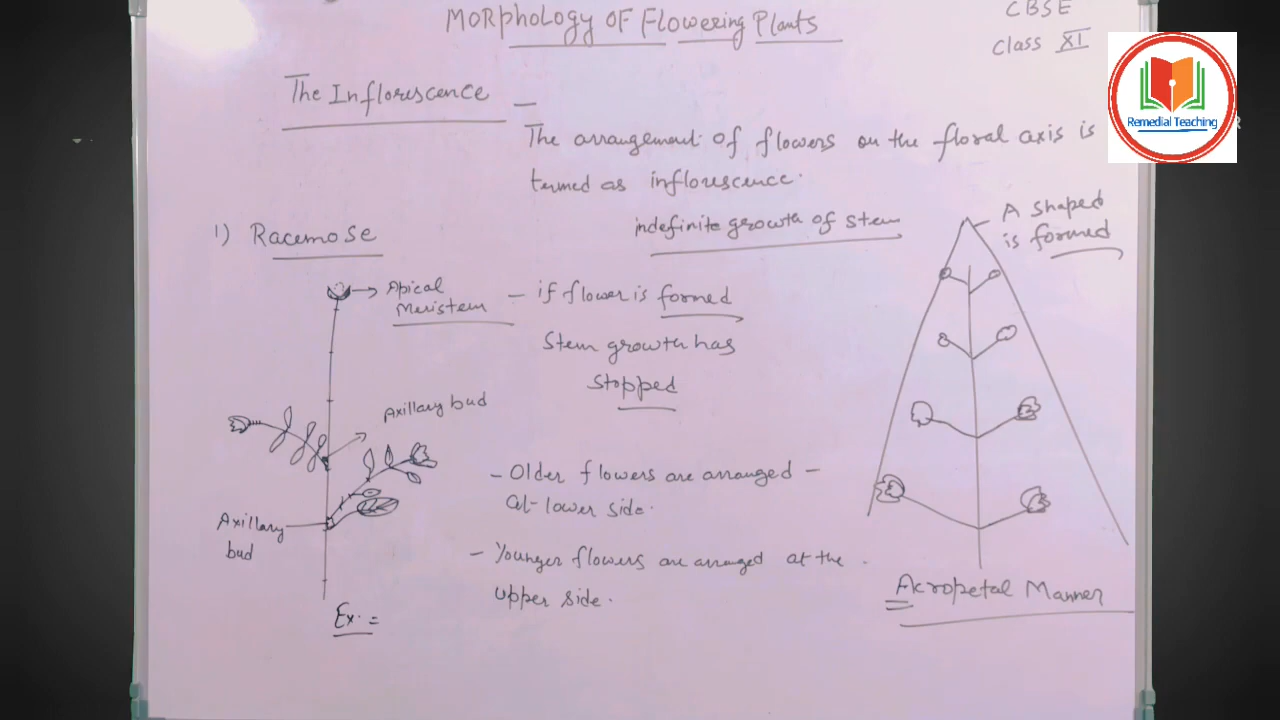 MORphology OF Flowering Plants
CBSE
Class XI
Remedial Teaching
The Inflorescence –
The arrangement of flowers on the floral axis is
termed as inflorescence.
1) Racemose
indefinite growth of stem
A shaped
is formed
Apical
Meristem
– if flower is formed
Stem growth has
Stopped
Axillary bud
– Older flowers are arranged –
at lower side.
Axillary
bud
– Younger flowers are arranged at the
upper side.
Acropetal Manner
Ex. =